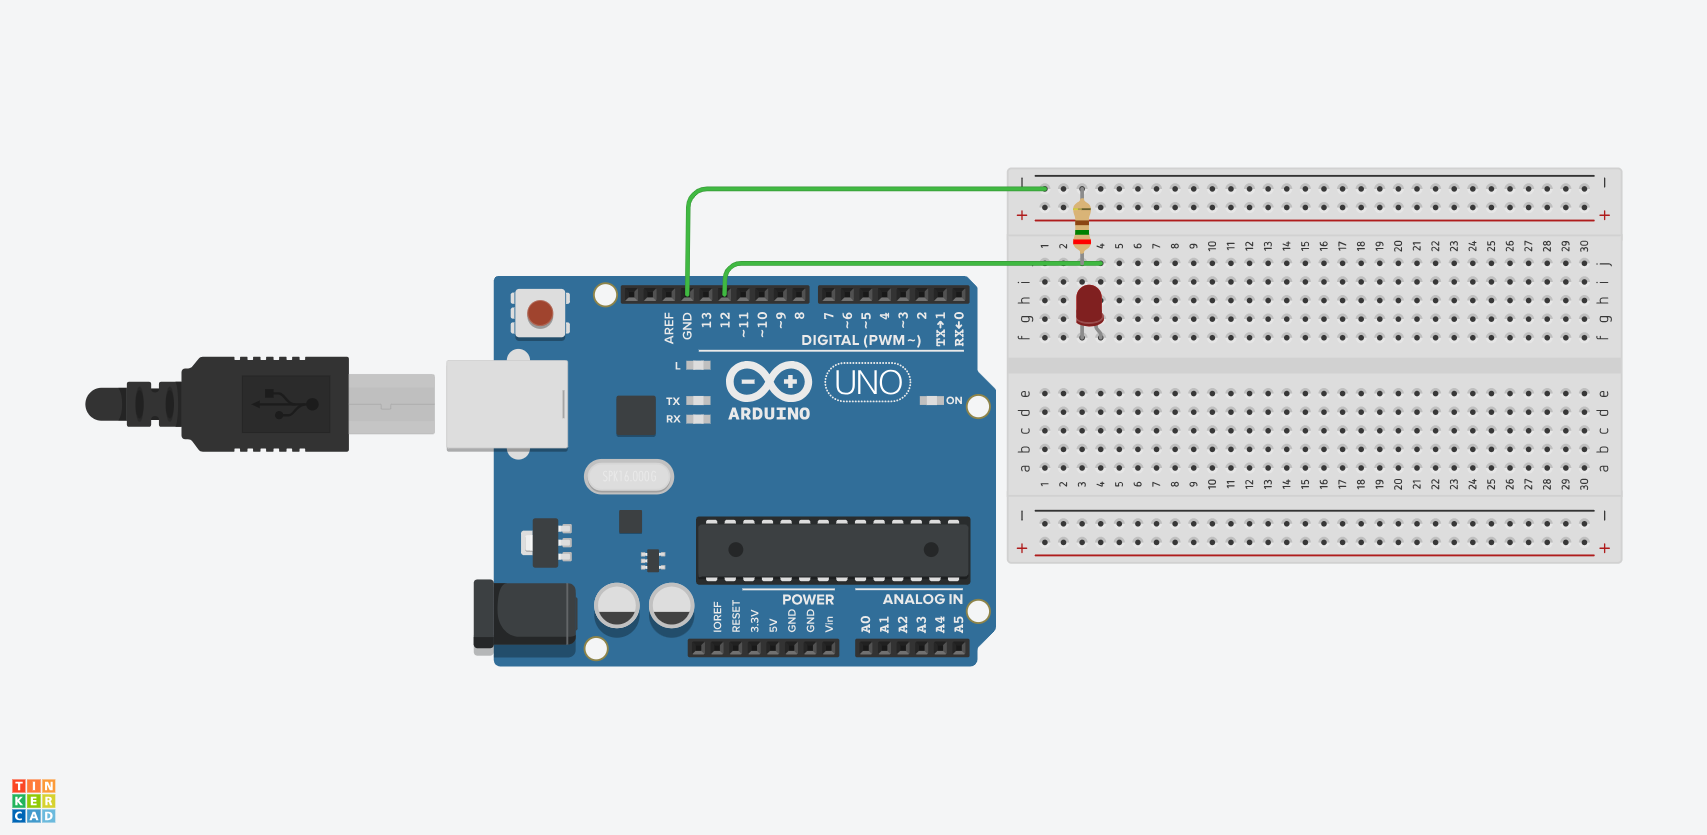 − −
+ +
1 2 4 5 6 7 8 9 10 11 12 13 14 15 16 17 18 19 20 21 22 23 24 25 26 27 28 29 30
j
i i
h h
g g
f f
AREF GND 13 12 ~11 ~10 ~9 8 7 ~6 ~5 4 ~3 2 TX→1 RX←0
DIGITAL (PWM~)
L
TX
RX
UNO
ARDUINO
ON
e e
d d
c c
b b
a a
1 2 3 4 5 6 7 8 9 10 11 12 13 14 15 16 17 18 19 20 21 22 23 24 25 26 27 28 29 30
− −
+ +
SPK16.000G
POWER ANALOG IN
IOREF RESET 3.3V 5V GND GND Vin A0 A1 A2 A3 A4 A5
TIN
KER
CAD